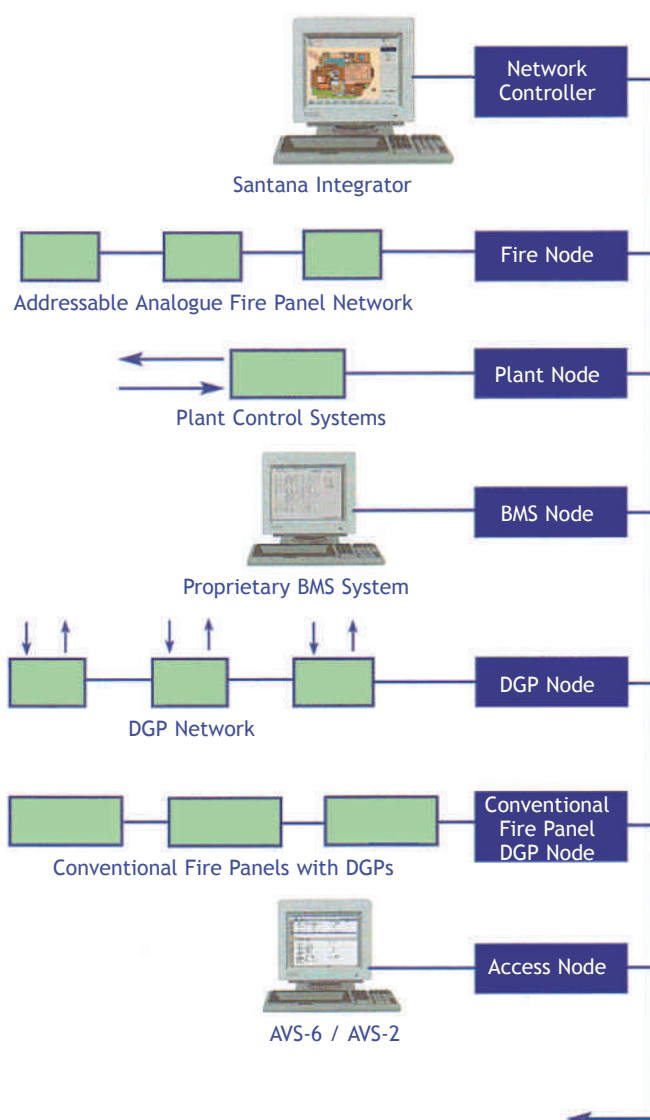 Network
Controller
Santana Integrator
Fire Node
Addressable Analogue Fire Panel Network
Plant Node
Plant Control Systems
BMS Node
Proprietary BMS System
DGP Node
DGP Network
Conventional
Fire Panel
DGP Node
Conventional Fire Panels with DGPs
Access Node
AVS-6 / AVS-2